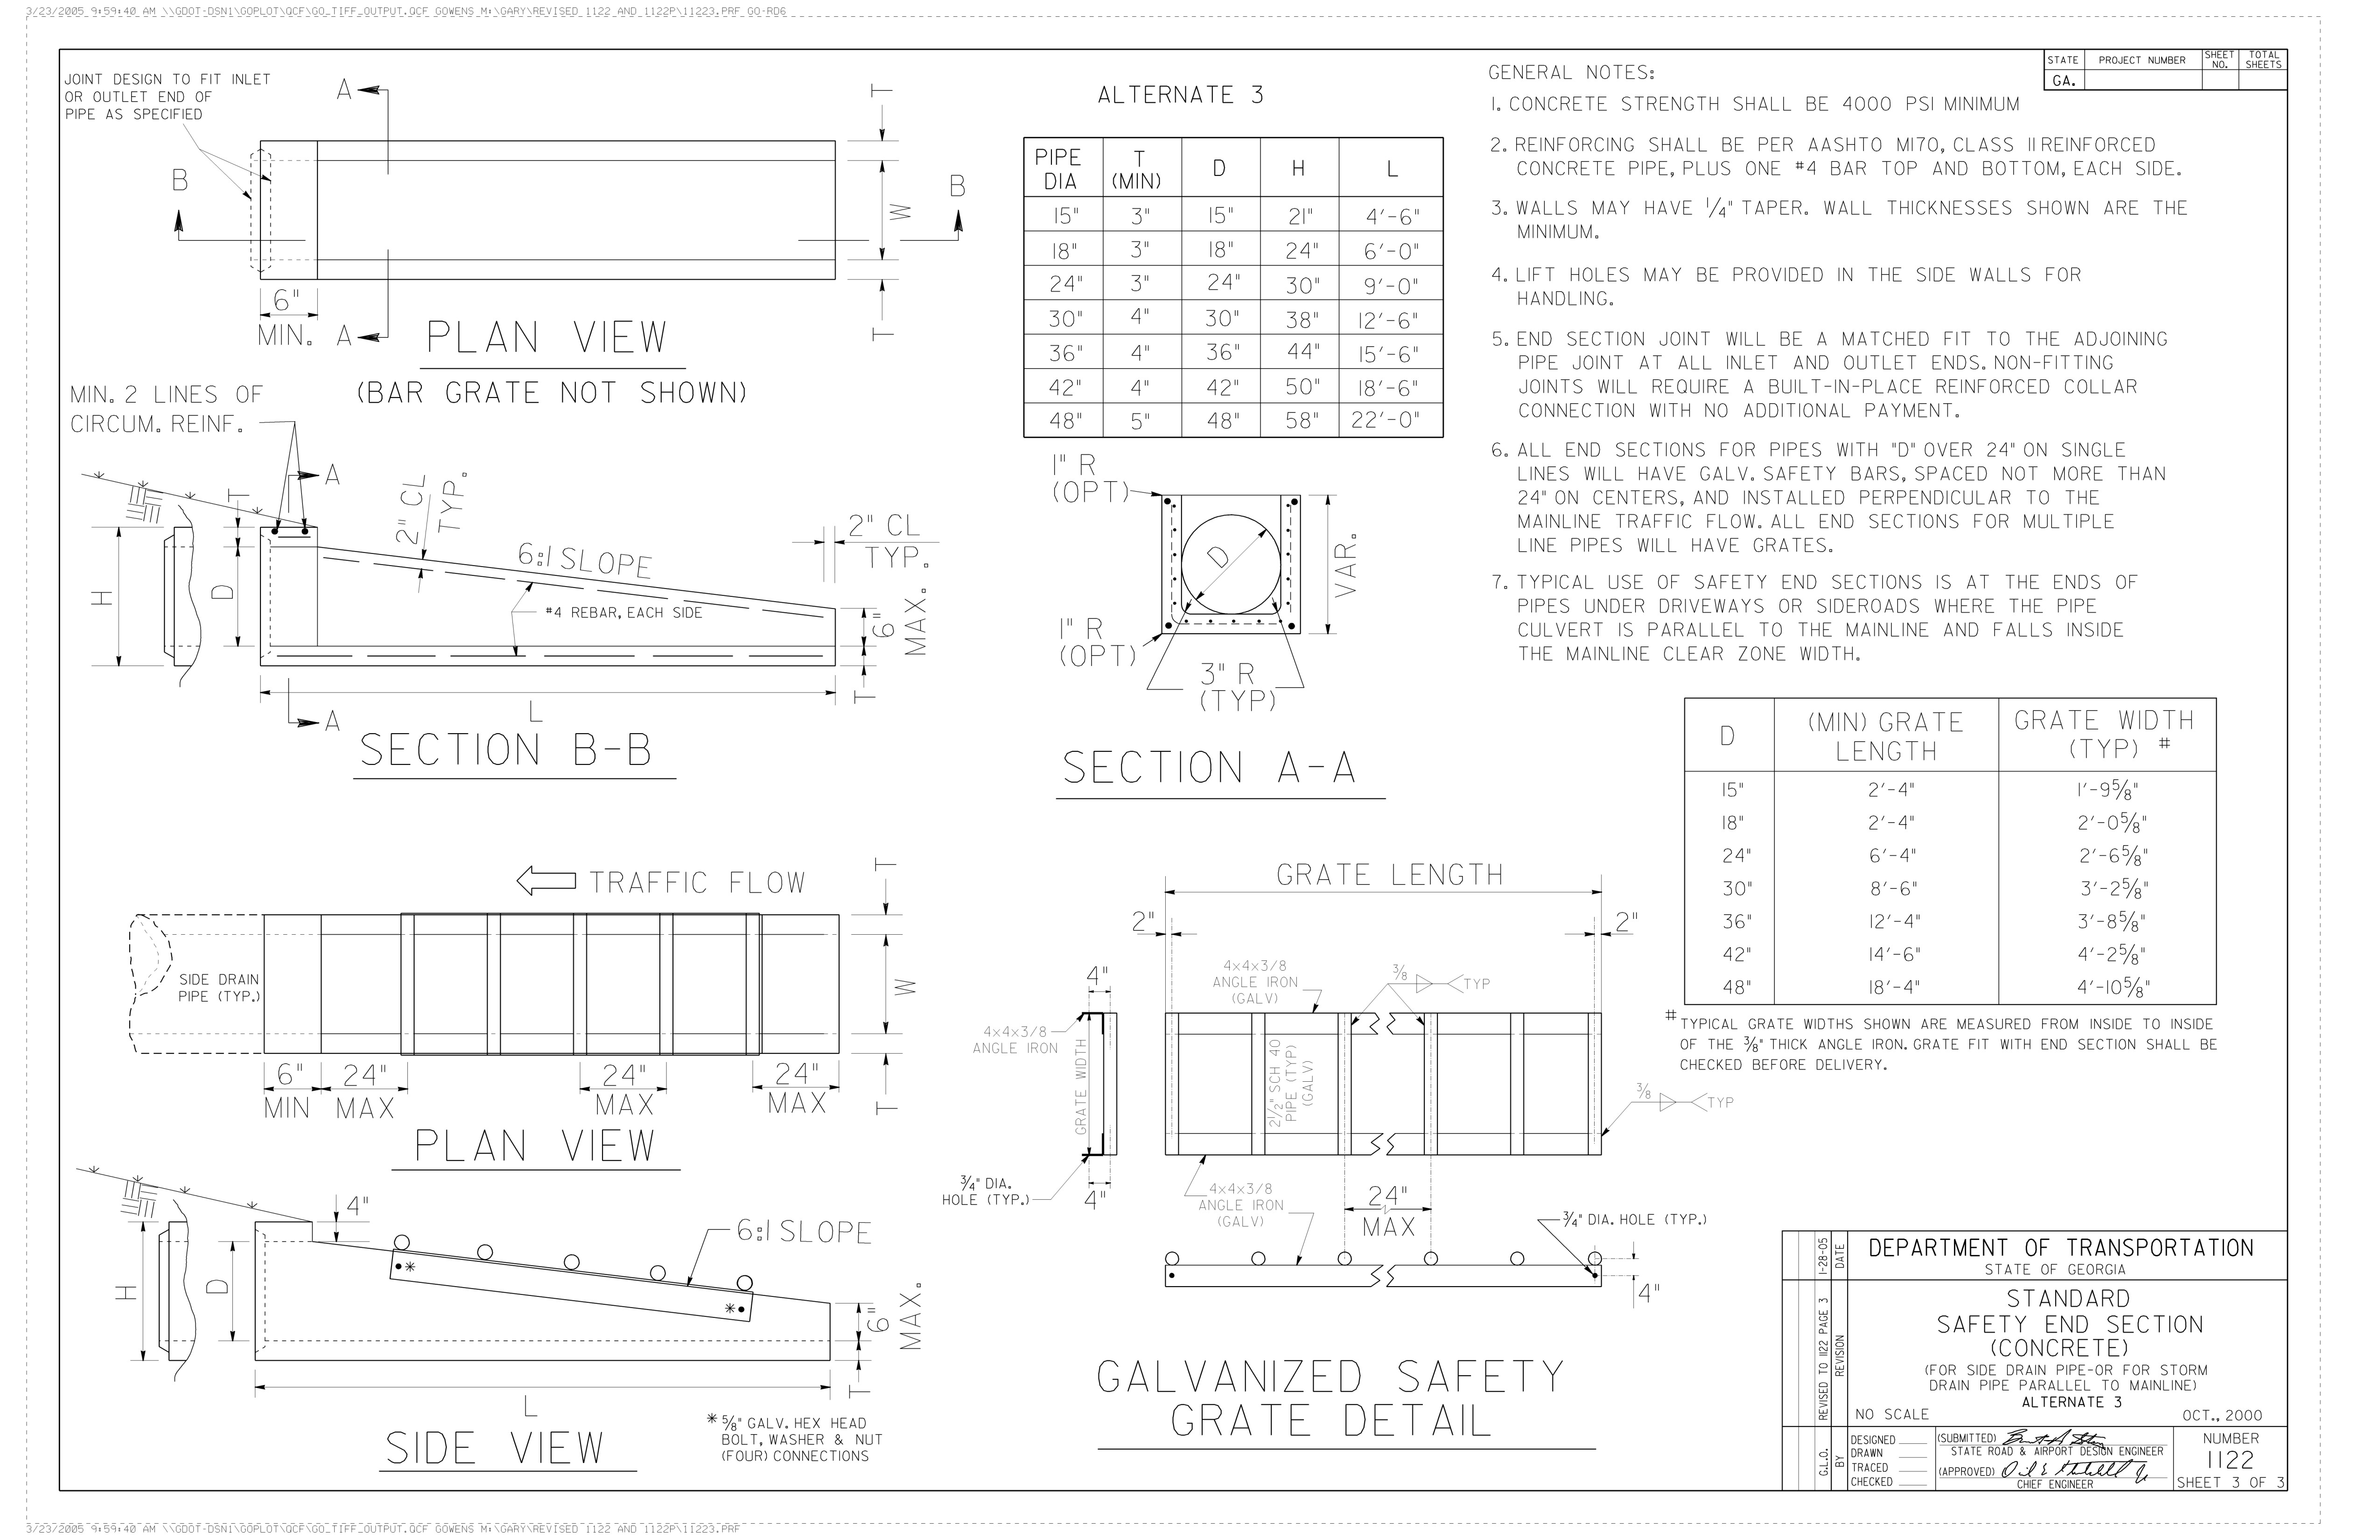 3/23/2005 9:59:40 AM \\GDOT-DSN1\GOPLOT\QCF\GO_TIFF_OUTPUT.QCF GOWENS M:\GARY\REVISED 1122 AND 1122P\11223.PRF GO-RD6
STATE PROJECT NUMBER SHEET NO. TOTAL SHEETS
GA.
JOINT DESIGN TO FIT INLET
OR OUTLET END OF
PIPE AS SPECIFIED
A
T
B
B
W
6"
MIN.
A
T
PLAN VIEW
(BAR GRATE NOT SHOWN)
MIN. 2 LINES OF
CIRCUM. REINF.
A
T
2" CL
TYP.
2" CL
TYP.
6:1 SLOPE
H
D
#4 REBAR, EACH SIDE
6"
MAX.
T
L
A
SECTION B-B
ALTERNATE 3
PIPE DIA T (MIN) D H L
15" 3" 15" 21" 4'-6"
18" 3" 18" 24" 6'-0"
24" 3" 24" 30" 9'-0"
30" 4" 30" 38" 12'-6"
36" 4" 36" 44" 15'-6"
42" 4" 42" 50" 18'-6"
48" 5" 48" 58" 22'-0"
1" R
(OPT)
D
VAR.
1" R
(OPT)
3" R
(TYP)
SECTION A-A
GENERAL NOTES:
1. CONCRETE STRENGTH SHALL BE 4000 PSI MINIMUM
2. REINFORCING SHALL BE PER AASHTO M170, CLASS II REINFORCED
CONCRETE PIPE, PLUS ONE #4 BAR TOP AND BOTTOM, EACH SIDE.
3. WALLS MAY HAVE 1/4" TAPER. WALL THICKNESSES SHOWN ARE THE
MINIMUM.
4. LIFT HOLES MAY BE PROVIDED IN THE SIDE WALLS FOR
HANDLING.
5. END SECTION JOINT WILL BE A MATCHED FIT TO THE ADJOINING
PIPE JOINT AT ALL INLET AND OUTLET ENDS. NON-FITTING
JOINTS WILL REQUIRE A BUILT-IN-PLACE REINFORCED COLLAR
CONNECTION WITH NO ADDITIONAL PAYMENT.
6. ALL END SECTIONS FOR PIPES WITH "D" OVER 24" ON SINGLE
LINES WILL HAVE GALV. SAFETY BARS, SPACED NOT MORE THAN
24" ON CENTERS, AND INSTALLED PERPENDICULAR TO THE
MAINLINE TRAFFIC FLOW. ALL END SECTIONS FOR MULTIPLE
LINE PIPES WILL HAVE GRATES.
7. TYPICAL USE OF SAFETY END SECTIONS IS AT THE ENDS OF
PIPES UNDER DRIVEWAYS OR SIDEROADS WHERE THE PIPE
CULVERT IS PARALLEL TO THE MAINLINE AND FALLS INSIDE
THE MAINLINE CLEAR ZONE WIDTH.
D (MIN) GRATE LENGTH GRATE WIDTH (TYP) #
15" 2'-4" 1'-9 5/8"
18" 2'-4" 2'-0 5/8"
24" 6'-4" 2'-6 5/8"
30" 8'-6" 3'-2 5/8"
36" 12'-4" 3'-8 5/8"
42" 14'-6" 4'-2 5/8"
48" 18'-4" 4'-10 5/8"
# TYPICAL GRATE WIDTHS SHOWN ARE MEASURED FROM INSIDE TO INSIDE
OF THE 3/8" THICK ANGLE IRON. GRATE FIT WITH END SECTION SHALL BE
CHECKED BEFORE DELIVERY.
TRAFFIC FLOW
T
SIDE DRAIN
PIPE (TYP.)
W
6"
MIN
24"
MAX
24"
MAX
24"
MAX
T
PLAN VIEW
4"
6:1 SLOPE
H
D
*
*
6"
MAX.
T
L
SIDE VIEW
* 5/8" GALV. HEX HEAD
BOLT, WASHER & NUT
(FOUR) CONNECTIONS
GRATE LENGTH
2"
2"
4"
4x4x3/8
ANGLE IRON
(GALV)
3/8
TYP
4x4x3/8
ANGLE IRON
GRATE WIDTH
2 1/2" SCH 40
PIPE (TYP)
(GALV)
3/8
TYP
3/4" DIA.
HOLE (TYP.)
4"
4x4x3/8
ANGLE IRON
(GALV)
24"
MAX
3/4" DIA. HOLE (TYP.)
4"
GALVANIZED SAFETY
GRATE DETAIL
1-28-05
DATE
REVISED TO 1122 PAGE 3
REVISION
G.L.O.
BY
DEPARTMENT OF TRANSPORTATION
STATE OF GEORGIA
STANDARD
SAFETY END SECTION
(CONCRETE)
(FOR SIDE DRAIN PIPE-OR FOR STORM
DRAIN PIPE PARALLEL TO MAINLINE)
ALTERNATE 3
NO SCALE OCT., 2000
DESIGNED
DRAWN
TRACED
CHECKED
(SUBMITTED)
STATE ROAD & AIRPORT DESIGN ENGINEER
(APPROVED)
CHIEF ENGINEER
NUMBER
1122
SHEET 3 OF 3
3/23/2005 9:59:40 AM \\GDOT-DSN1\GOPLOT\QCF\GO_TIFF_OUTPUT.QCF GOWENS M:\GARY\REVISED 1122 AND 1122P\11223.PRF